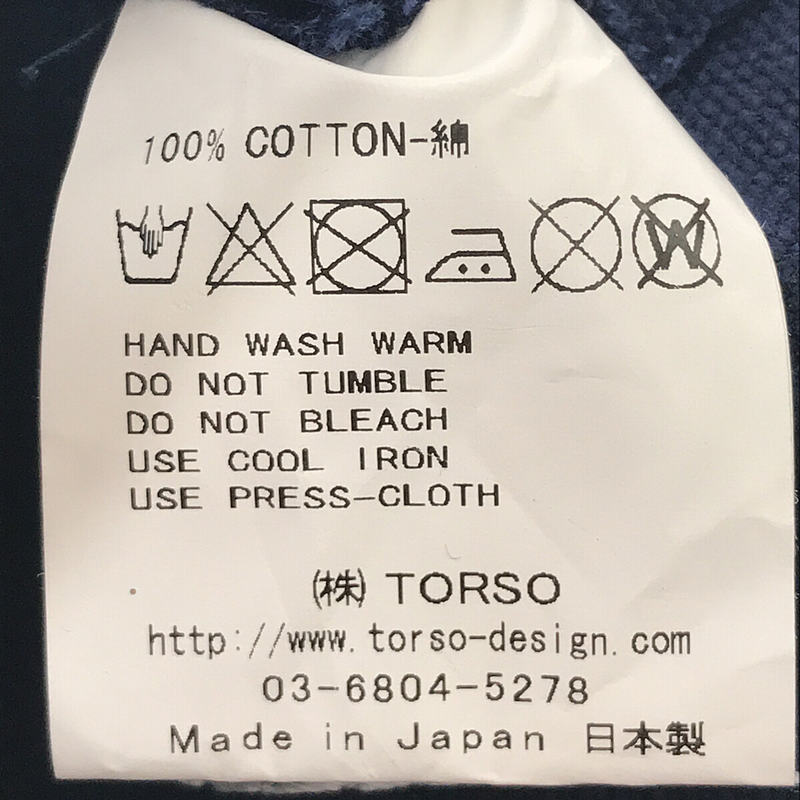 100% COTTON-綿
W
HAND WASH WARM
DO NOT TUMBLE
DO NOT BLEACH
USE COOL IRON
USE PRESS-CLOTH
㈱ TORSO
http://www.torso-design.com
03-6804-5278
Made in Japan 日本製